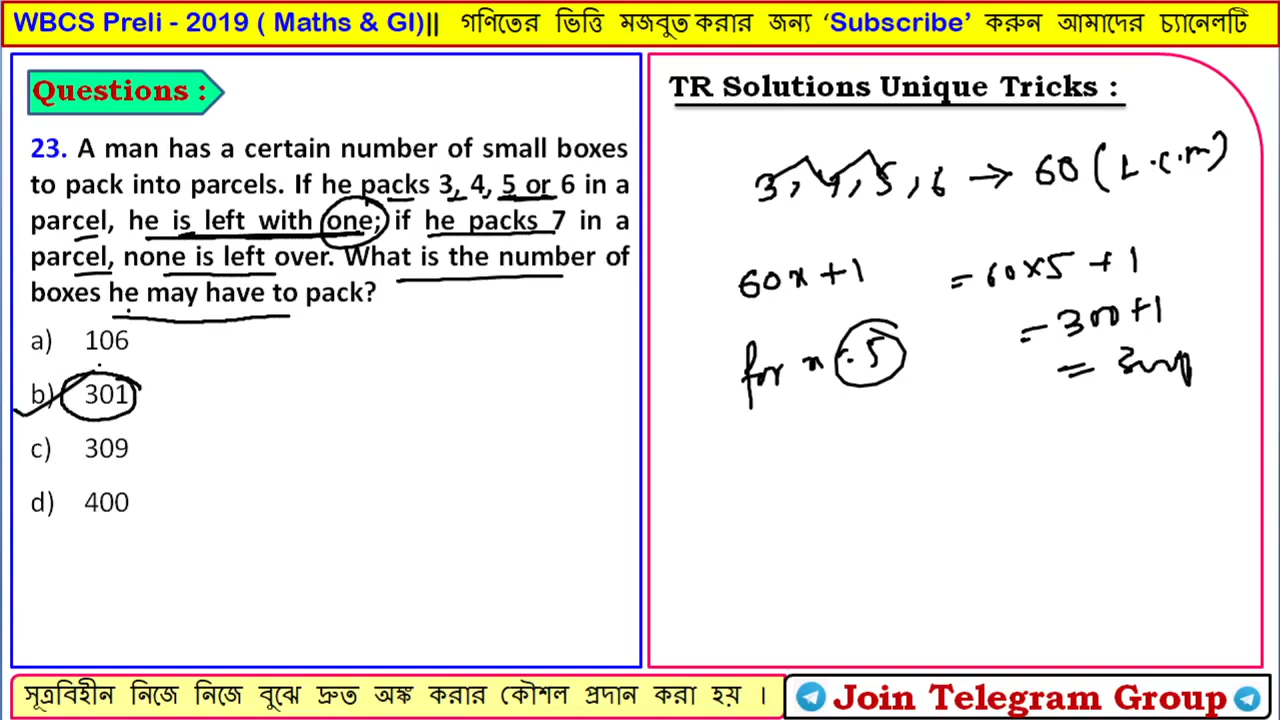 WBCS Preli - 2019 ( Maths & GI)|| গণিতের ভিত্তি মজবুত করার জন্য ‘Subscribe’ করুন আমাদের চ্যানেলটি
Questions :
23. A man has a certain number of small boxes
to pack into parcels. If he packs 3, 4, 5 or 6 in a
parcel, he is left with one; if he packs 7 in a
parcel, none is left over. What is the number of
boxes he may have to pack?
a) 106
b) 301
c) 309
d) 400
TR Solutions Unique Tricks :
3, 4, 5, 6 → 60 (L.c.m)
60x+1 = 60x5 + 1
= 300+1
for x = 5
সূত্রবিহীন নিজে নিজে বুঝে দ্রুত অঙ্ক করার কৌশল প্রদান করা হয় ।
Join Telegram Group